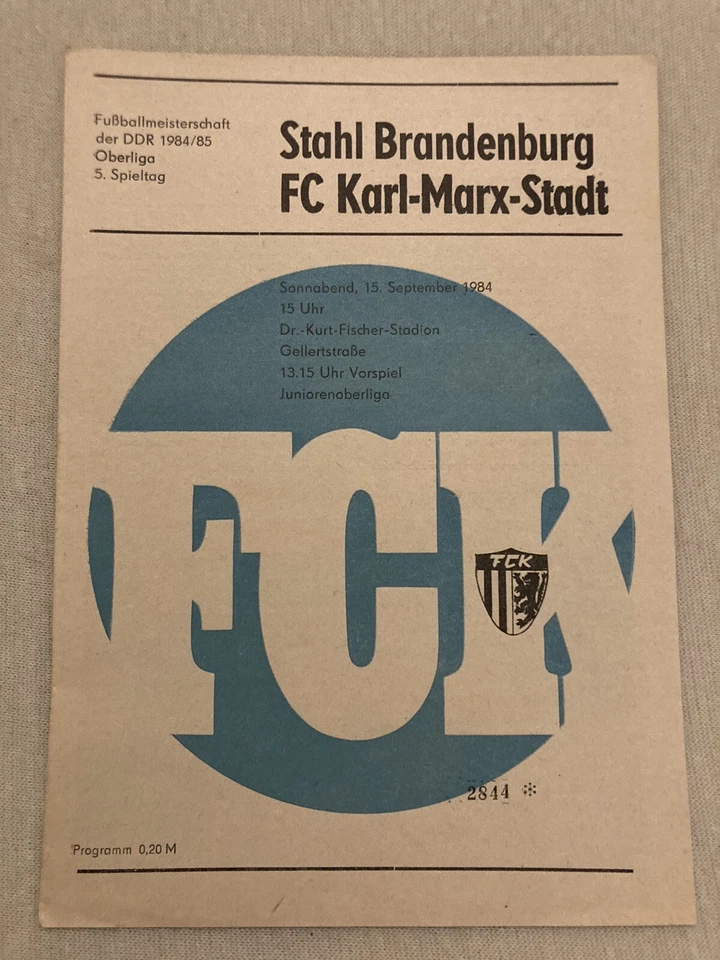 Fußballmeisterschaft
der DDR 1984/85
Oberliga
5. Spieltag
Stahl Brandenburg
FC Karl-Marx-Stadt
Sonnabend, 15. September 1984
15 Uhr
Dr.-Kurt-Fischer-Stadion
Gellertstraße
13.15 Uhr Vorspiel
Juniorenoberliga
FCK
FCK
2844 *
Programm 0,20 M